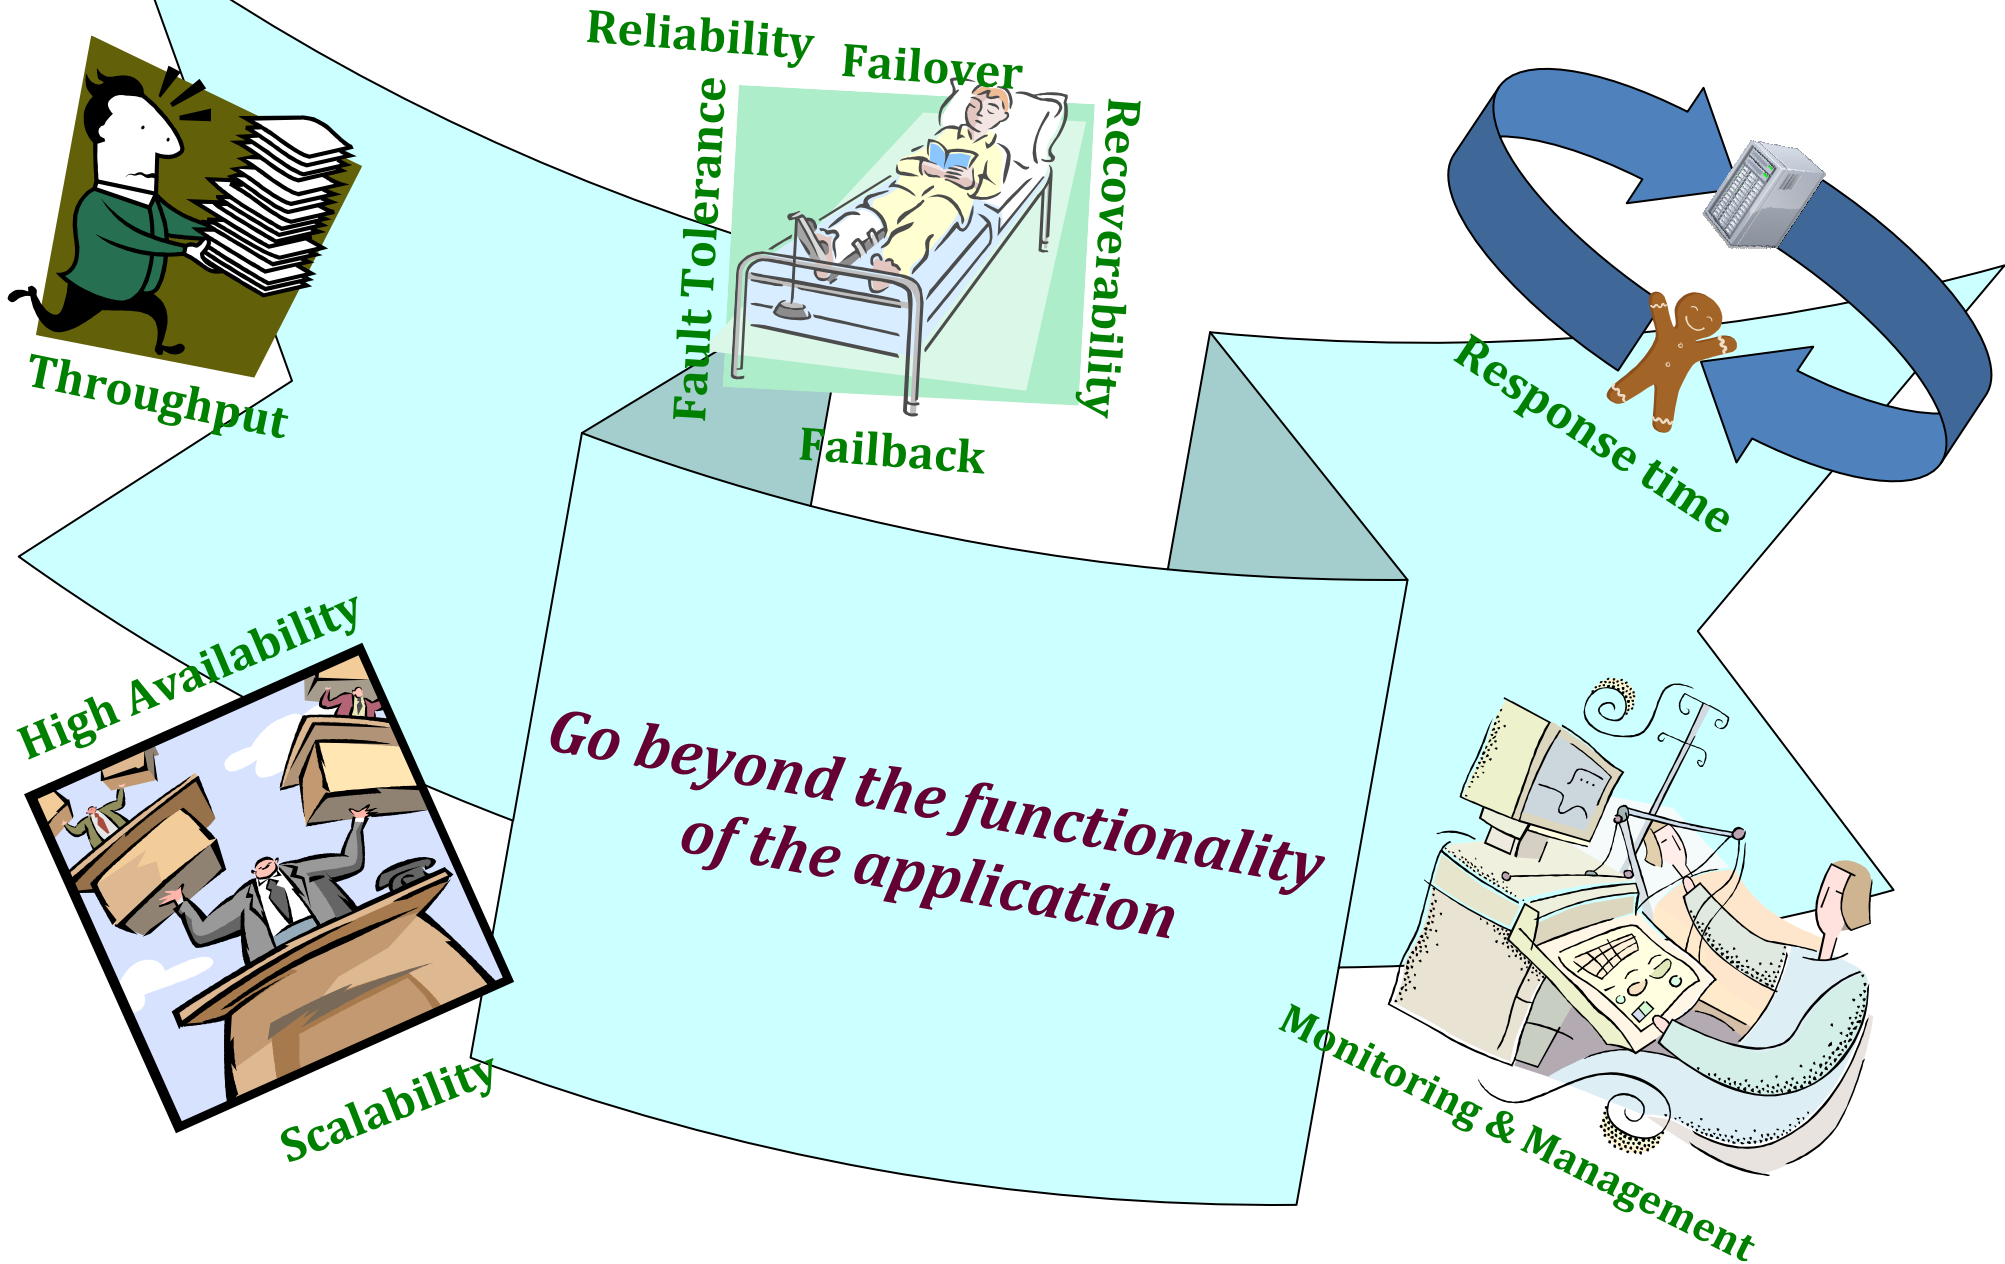 Reliability
Failover
Fault Tolerance
Recoverability
Failback
Throughput
Response time
High Availability
Scalability
Go beyond the functionality
of the application
Monitoring & Management